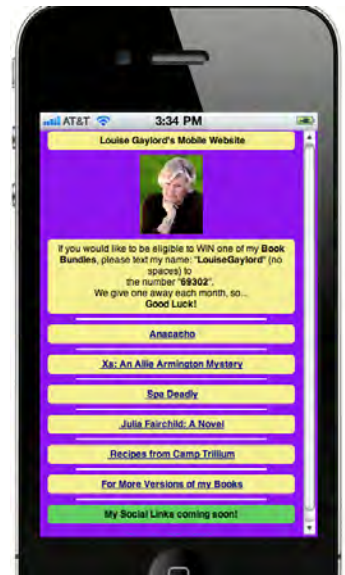 AT&T 3:34 PM
Louise Gaylord's Mobile Website
If you would like to be eligible to WIN one of my Book
Bundles, please text my name: "LouiseGaylord" (no
spaces) to
the number "69302".
We give one away each month, so...
Good Luck!
Anacacho
Xs: An Allie Armington Mystery
Spa Deadly
Julia Fairchild: A Novel
Recipes from Camp Trillium
For More Versions of my Books
My Social Links coming soon!